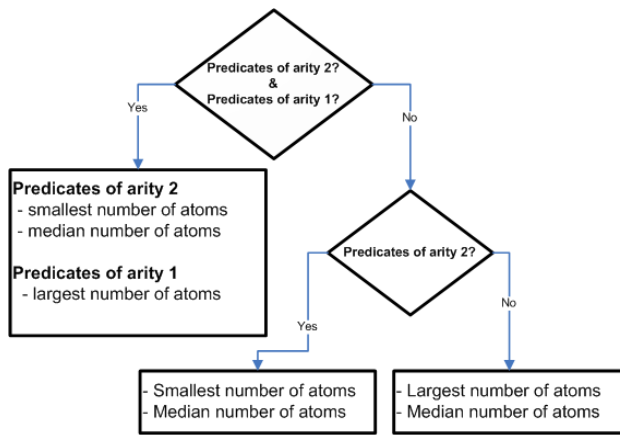 Predicates of arity 2?
&
Predicates of arity 1?
Yes
No
Predicates of arity 2
- smallest number of atoms
- median number of atoms
Predicates of arity 1
- largest number of atoms
Predicates of arity 2?
Yes
No
- Smallest number of atoms
- Median number of atoms
- Largest number of atoms
- Median number of atoms